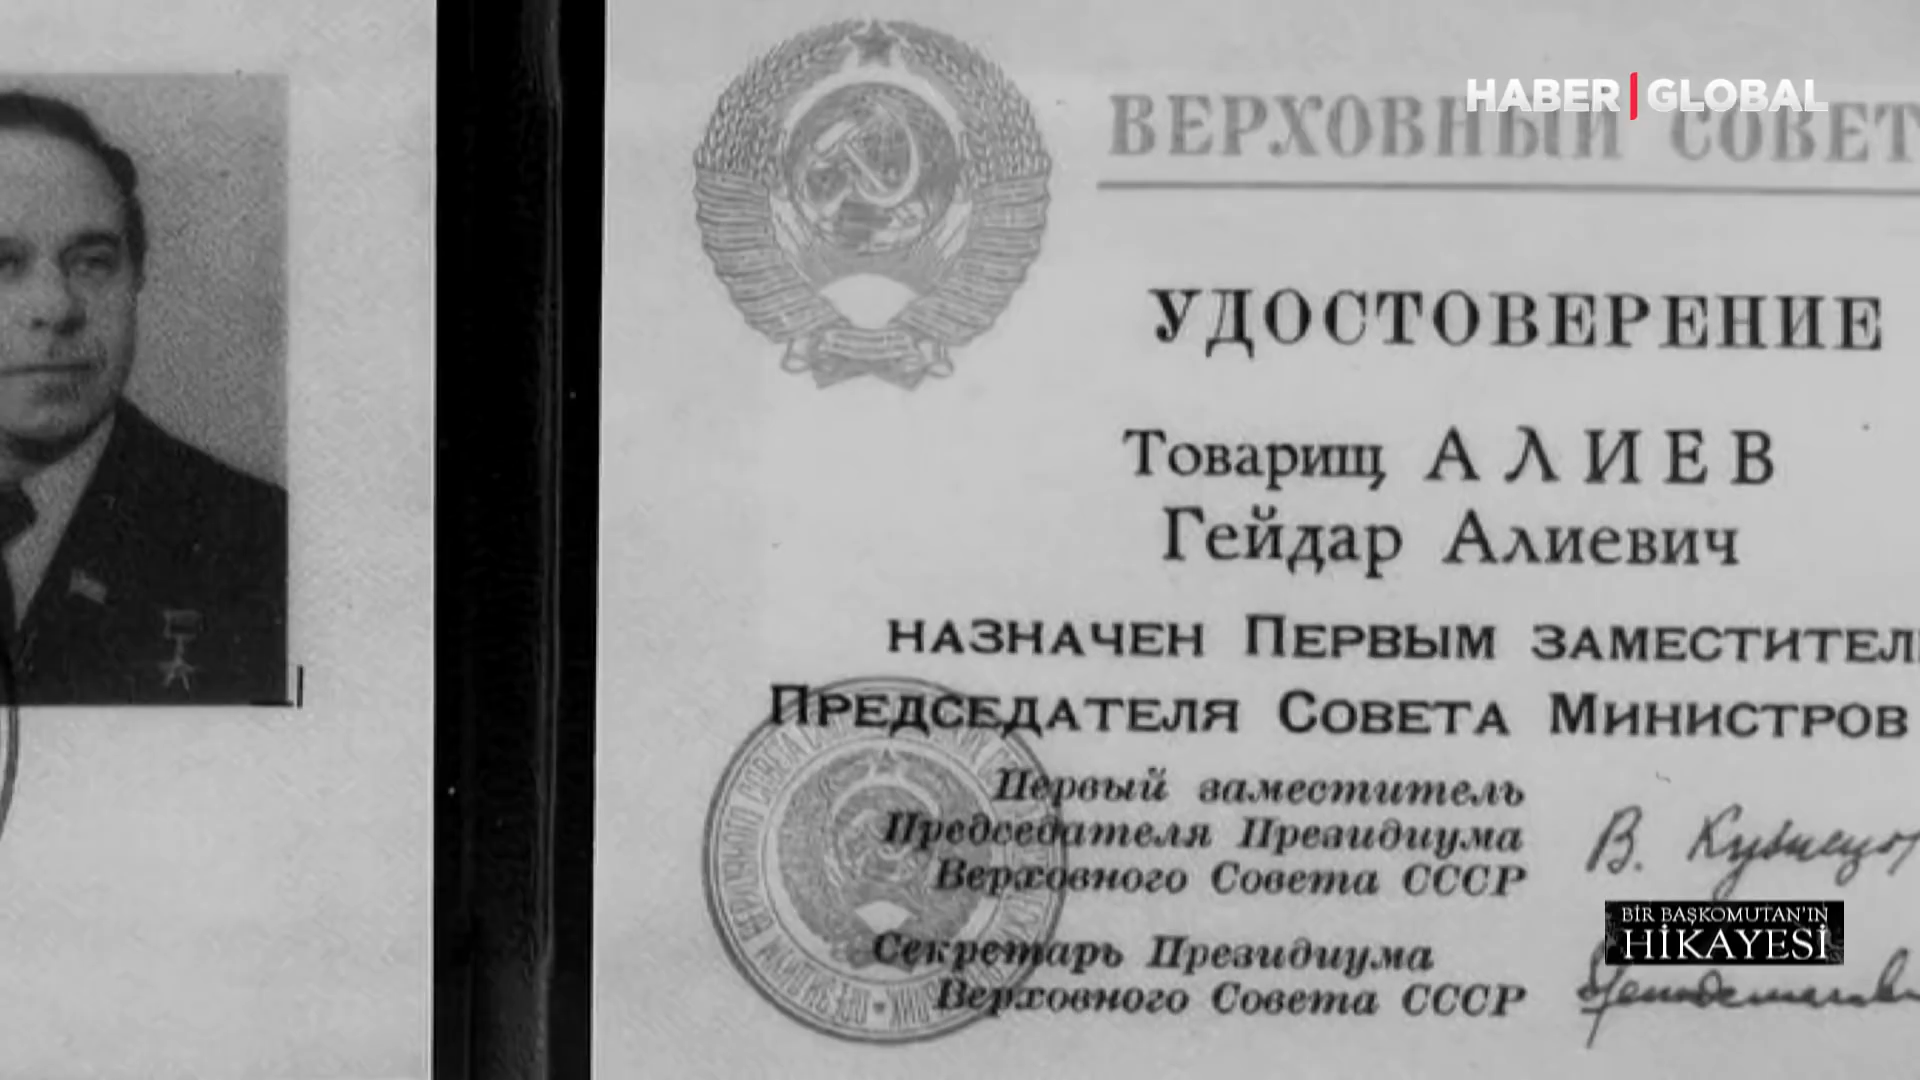 HABER GLOBAL
ВЕРХОВНЫЙ СОВЕТ
УДОСТОВЕРЕНИЕ
Товарищ АЛИЕВ
Гейдар Алиевич
НАЗНАЧЕН ПЕРВЫМ ЗАМЕСТИТЕЛ
ПРЕДСЕДАТЕЛЯ СОВЕТА МИНИСТРОВ
Первый заместитель
Председателя Президиума
Верховного Совета СССР
В. Кузнецов
BİR BAŞKOMUTAN'IN
HİKAYESİ
Секретарь Президиума
Верховного Совета СССР